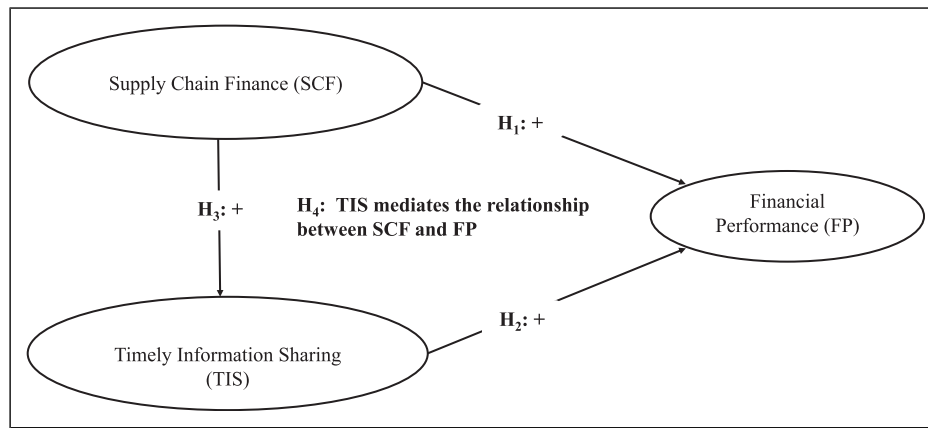 Supply Chain Finance (SCF)
H₁: +
H₃: +
H₄: TIS mediates the relationship
between SCF and FP
Financial
Performance (FP)
H₂: +
Timely Information Sharing
(TIS)